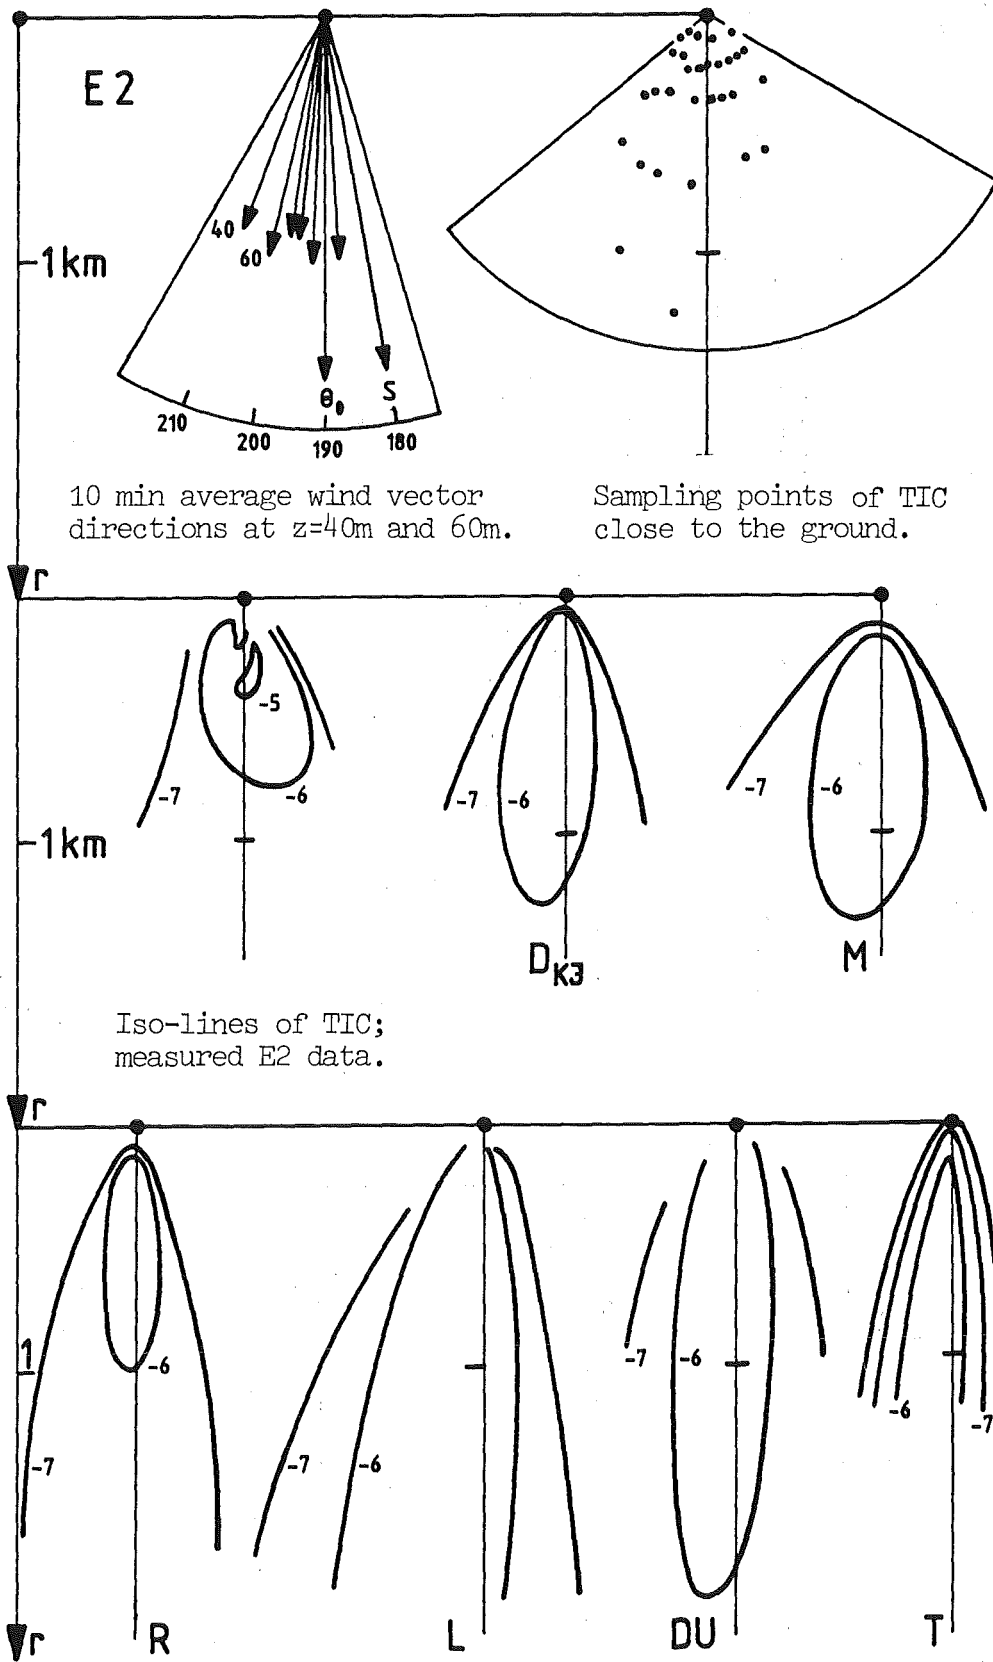 E2
40
60
-1km
θ₀
S
210
200
190
180
10 min average wind vector
directions at z=40m and 60m.
Sampling points of TIC
close to the ground.
r
-5
-7
-6
-7
-6
-7
-6
-1km
D_KJ
M
Iso-lines of TIC;
measured E2 data.
r
1
-7
-6
-7
-6
-7
-6
-6
-7
r
R
L
DU
T